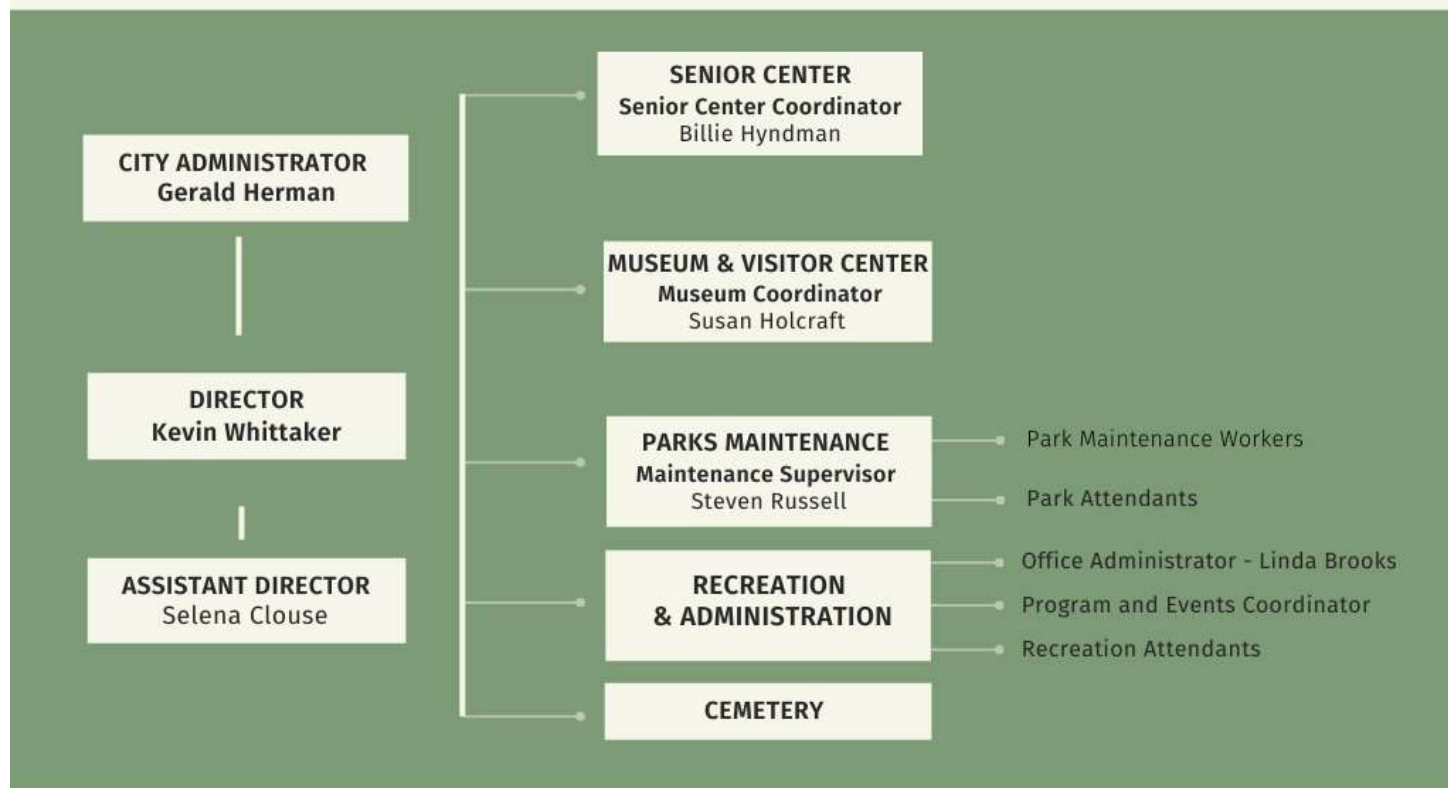 CITY ADMINISTRATOR
Gerald Herman
DIRECTOR
Kevin Whittaker
ASSISTANT DIRECTOR
Selena Clouse
SENIOR CENTER
Senior Center Coordinator
Billie Hyndman
MUSEUM & VISITOR CENTER
Museum Coordinator
Susan Holcraft
PARKS MAINTENANCE
Maintenance Supervisor
Steven Russell
Park Maintenance Workers
Park Attendants
RECREATION
& ADMINISTRATION
Office Administrator - Linda Brooks
Program and Events Coordinator
Recreation Attendants
CEMETERY